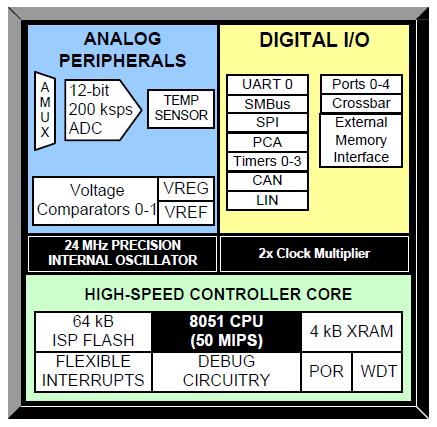 ANALOG
PERIPHERALS
AMUX
12-bit
200 ksps
ADC
TEMP
SENSOR
Voltage
Comparators 0-1
VREG
VREF
DIGITAL I/O
UART 0
SMBus
SPI
PCA
Timers 0-3
CAN
LIN
Ports 0-4
Crossbar
External
Memory
Interface
24 MHz PRECISION
INTERNAL OSCILLATOR
2x Clock Multiplier
HIGH-SPEED CONTROLLER CORE
64 kB
ISP FLASH
8051 CPU
(50 MIPS)
4 kB XRAM
FLEXIBLE
INTERRUPTS
DEBUG
CIRCUITRY
POR
WDT